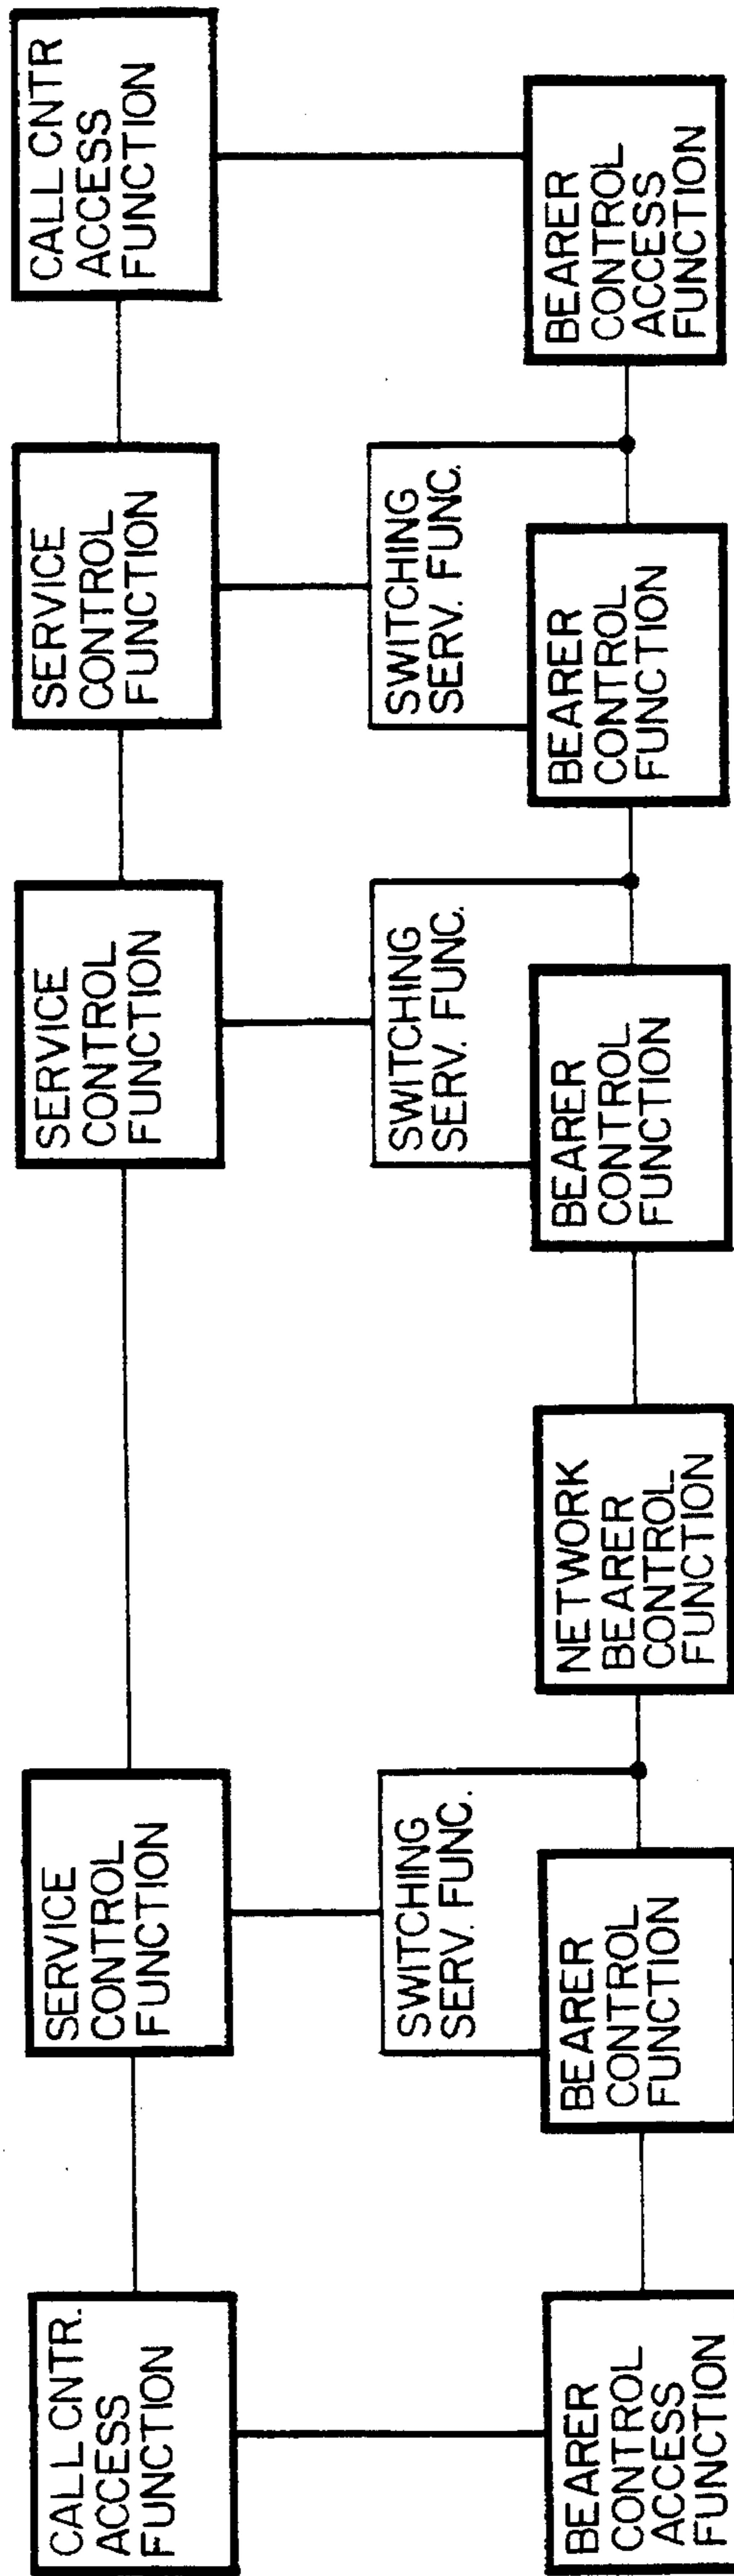 CALL CNTR.
ACCESS
FUNCTION
SERVICE
CONTROL
FUNCTION
SERVICE
CONTROL
FUNCTION
SERVICE
CONTROL
FUNCTION
CALL CNTR
ACCESS
FUNCTION
SWITCHING
SERV. FUNC.
SWITCHING
SERV. FUNC.
SWITCHING
SERV. FUNC.
BEARER
CONTROL
ACCESS
FUNCTION
BEARER
CONTROL
FUNCTION
NETWORK
BEARER
CONTROL
FUNCTION
BEARER
CONTROL
FUNCTION
BEARER
CONTROL
FUNCTION
BEARER
CONTROL
ACCESS
FUNCTION